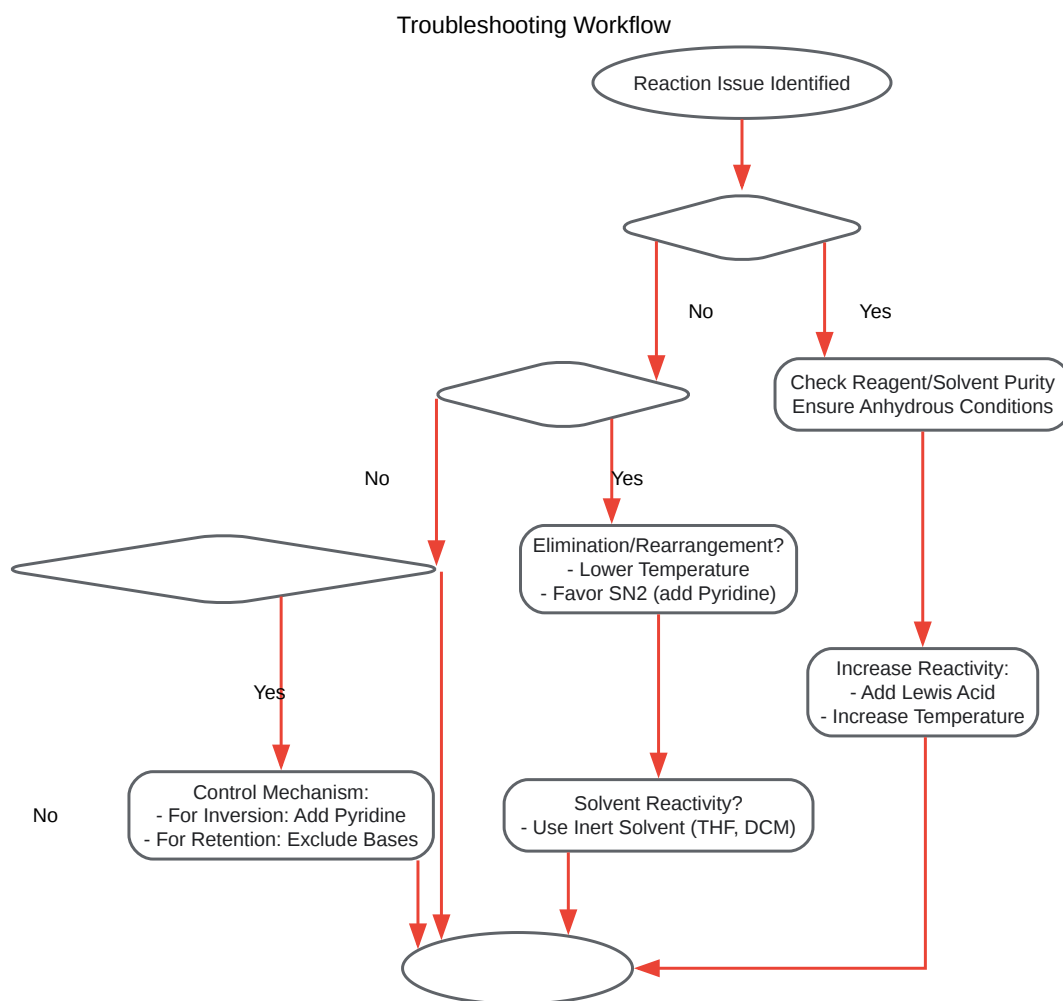 Troubleshooting Workflow
Reaction Issue Identified
No
Yes
Check Reagent/Solvent Purity
Ensure Anhydrous Conditions
No
Yes
Elimination/Rearrangement?
- Lower Temperature
- Favor SN2 (add Pyridine)
Increase Reactivity:
- Add Lewis Acid
- Increase Temperature
Yes
No
Control Mechanism:
- For Inversion: Add Pyridine
- For Retention: Exclude Bases
Solvent Reactivity?
- Use Inert Solvent (THF, DCM)